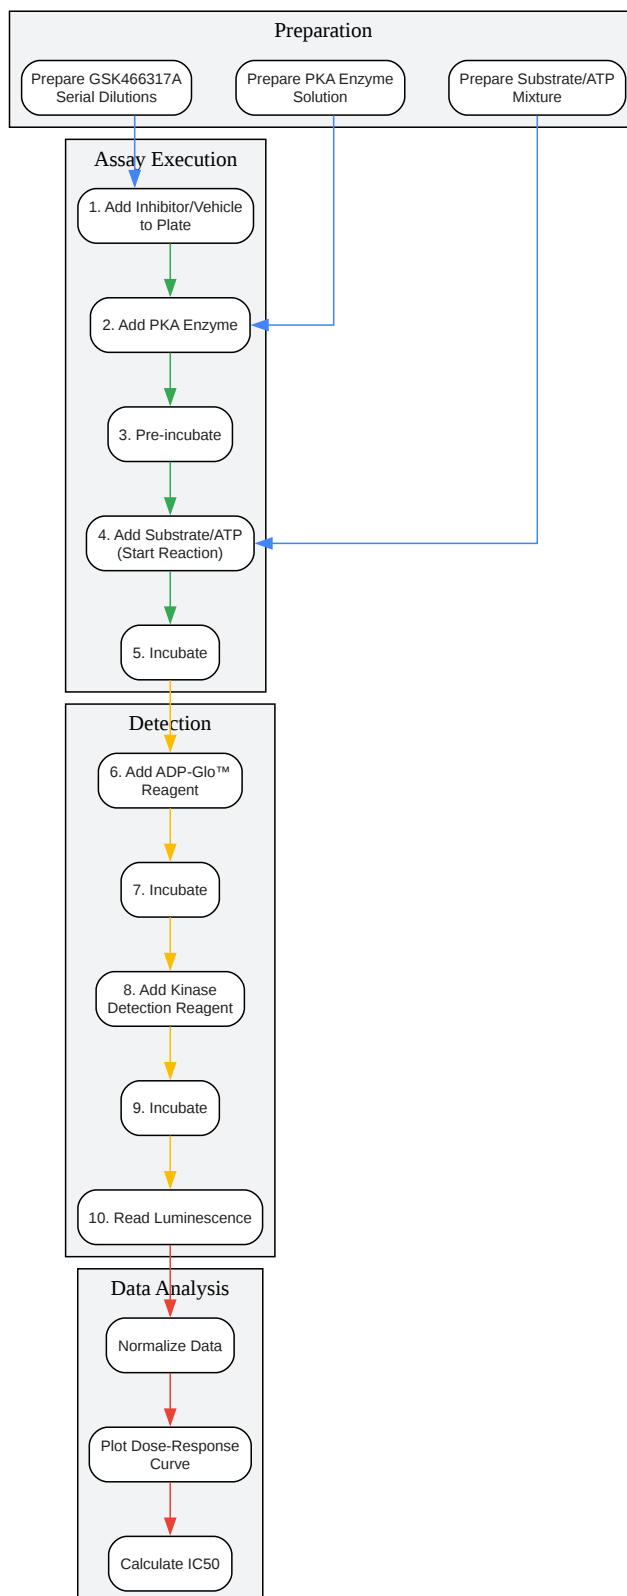 Preparation
Prepare GSK466317A
Serial Dilutions
Prepare PKA Enzyme
Solution
Prepare Substrate/ATP
Mixture
Assay Execution
1. Add Inhibitor/Vehicle
to Plate
2. Add PKA Enzyme
3. Pre-incubate
4. Add Substrate/ATP
(Start Reaction)
5. Incubate
Detection
6. Add ADP-Glo™
Reagent
7. Incubate
8. Add Kinase
Detection Reagent
9. Incubate
10. Read Luminescence
Data Analysis
Normalize Data
Plot Dose-Response
Curve
Calculate IC50